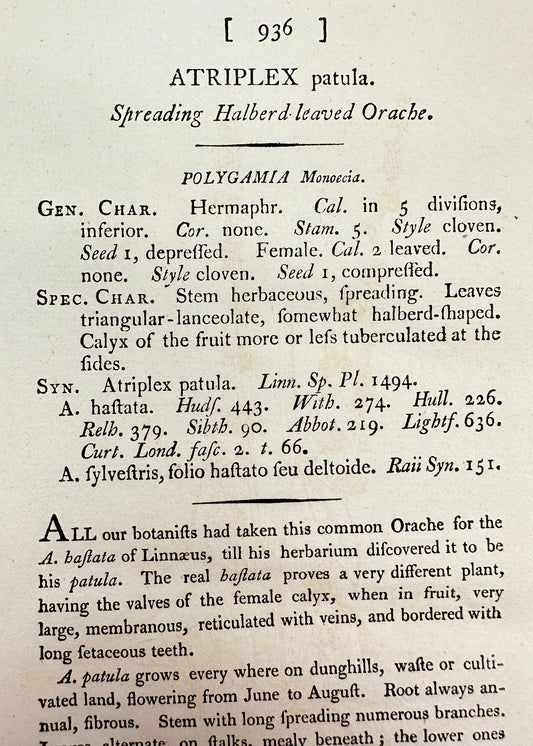 [ 936 ]
ATRIPLEX patula.
Spreading Halberd-leaved Orache.
POLYGAMIA Monoecia.
GEN. CHAR. Hermaphr. Cal. in 5 diviſions,
inferior. Cor. none. Stam. 5. Style cloven.
Seed 1, depreſſed. Female. Cal. 2 leaved. Cor.
none. Style cloven. Seed 1, compreſſed.
SPEC. CHAR. Stem herbaceous, ſpreading. Leaves
triangular-lanceolate, ſomewhat halberd-ſhaped.
Calyx of the fruit more or leſs tuberculated at the
ſides.
SYN. Atriplex patula. Linn. Sp. Pl. 1494.
A. haſtata. Hudſ. 443. With. 274. Hull. 226.
Relh. 379. Sibth. 90. Abbot. 219. Lightf. 636.
Curt. Lond. faſc. 2. t. 66.
A. ſylveſtris, folio haſtato ſeu deltoide. Raii Syn. 151.
ALL our botaniſts had taken this common Orache for the
A. haſtata of Linnæus, till his herbarium diſcovered it to be
his patula. The real haſtata proves a very different plant,
having the valves of the female calyx, when in fruit, very
large, membranous, reticulated with veins, and bordered with
long ſetaceous teeth.
A. patula grows every where on dunghills, waſte or culti-
vated land, flowering from June to Auguſt. Root always an-
nual, fibrous. Stem with long ſpreading numerous branches.
Leaves alternate, on ſtalks, mealy beneath; the lower ones